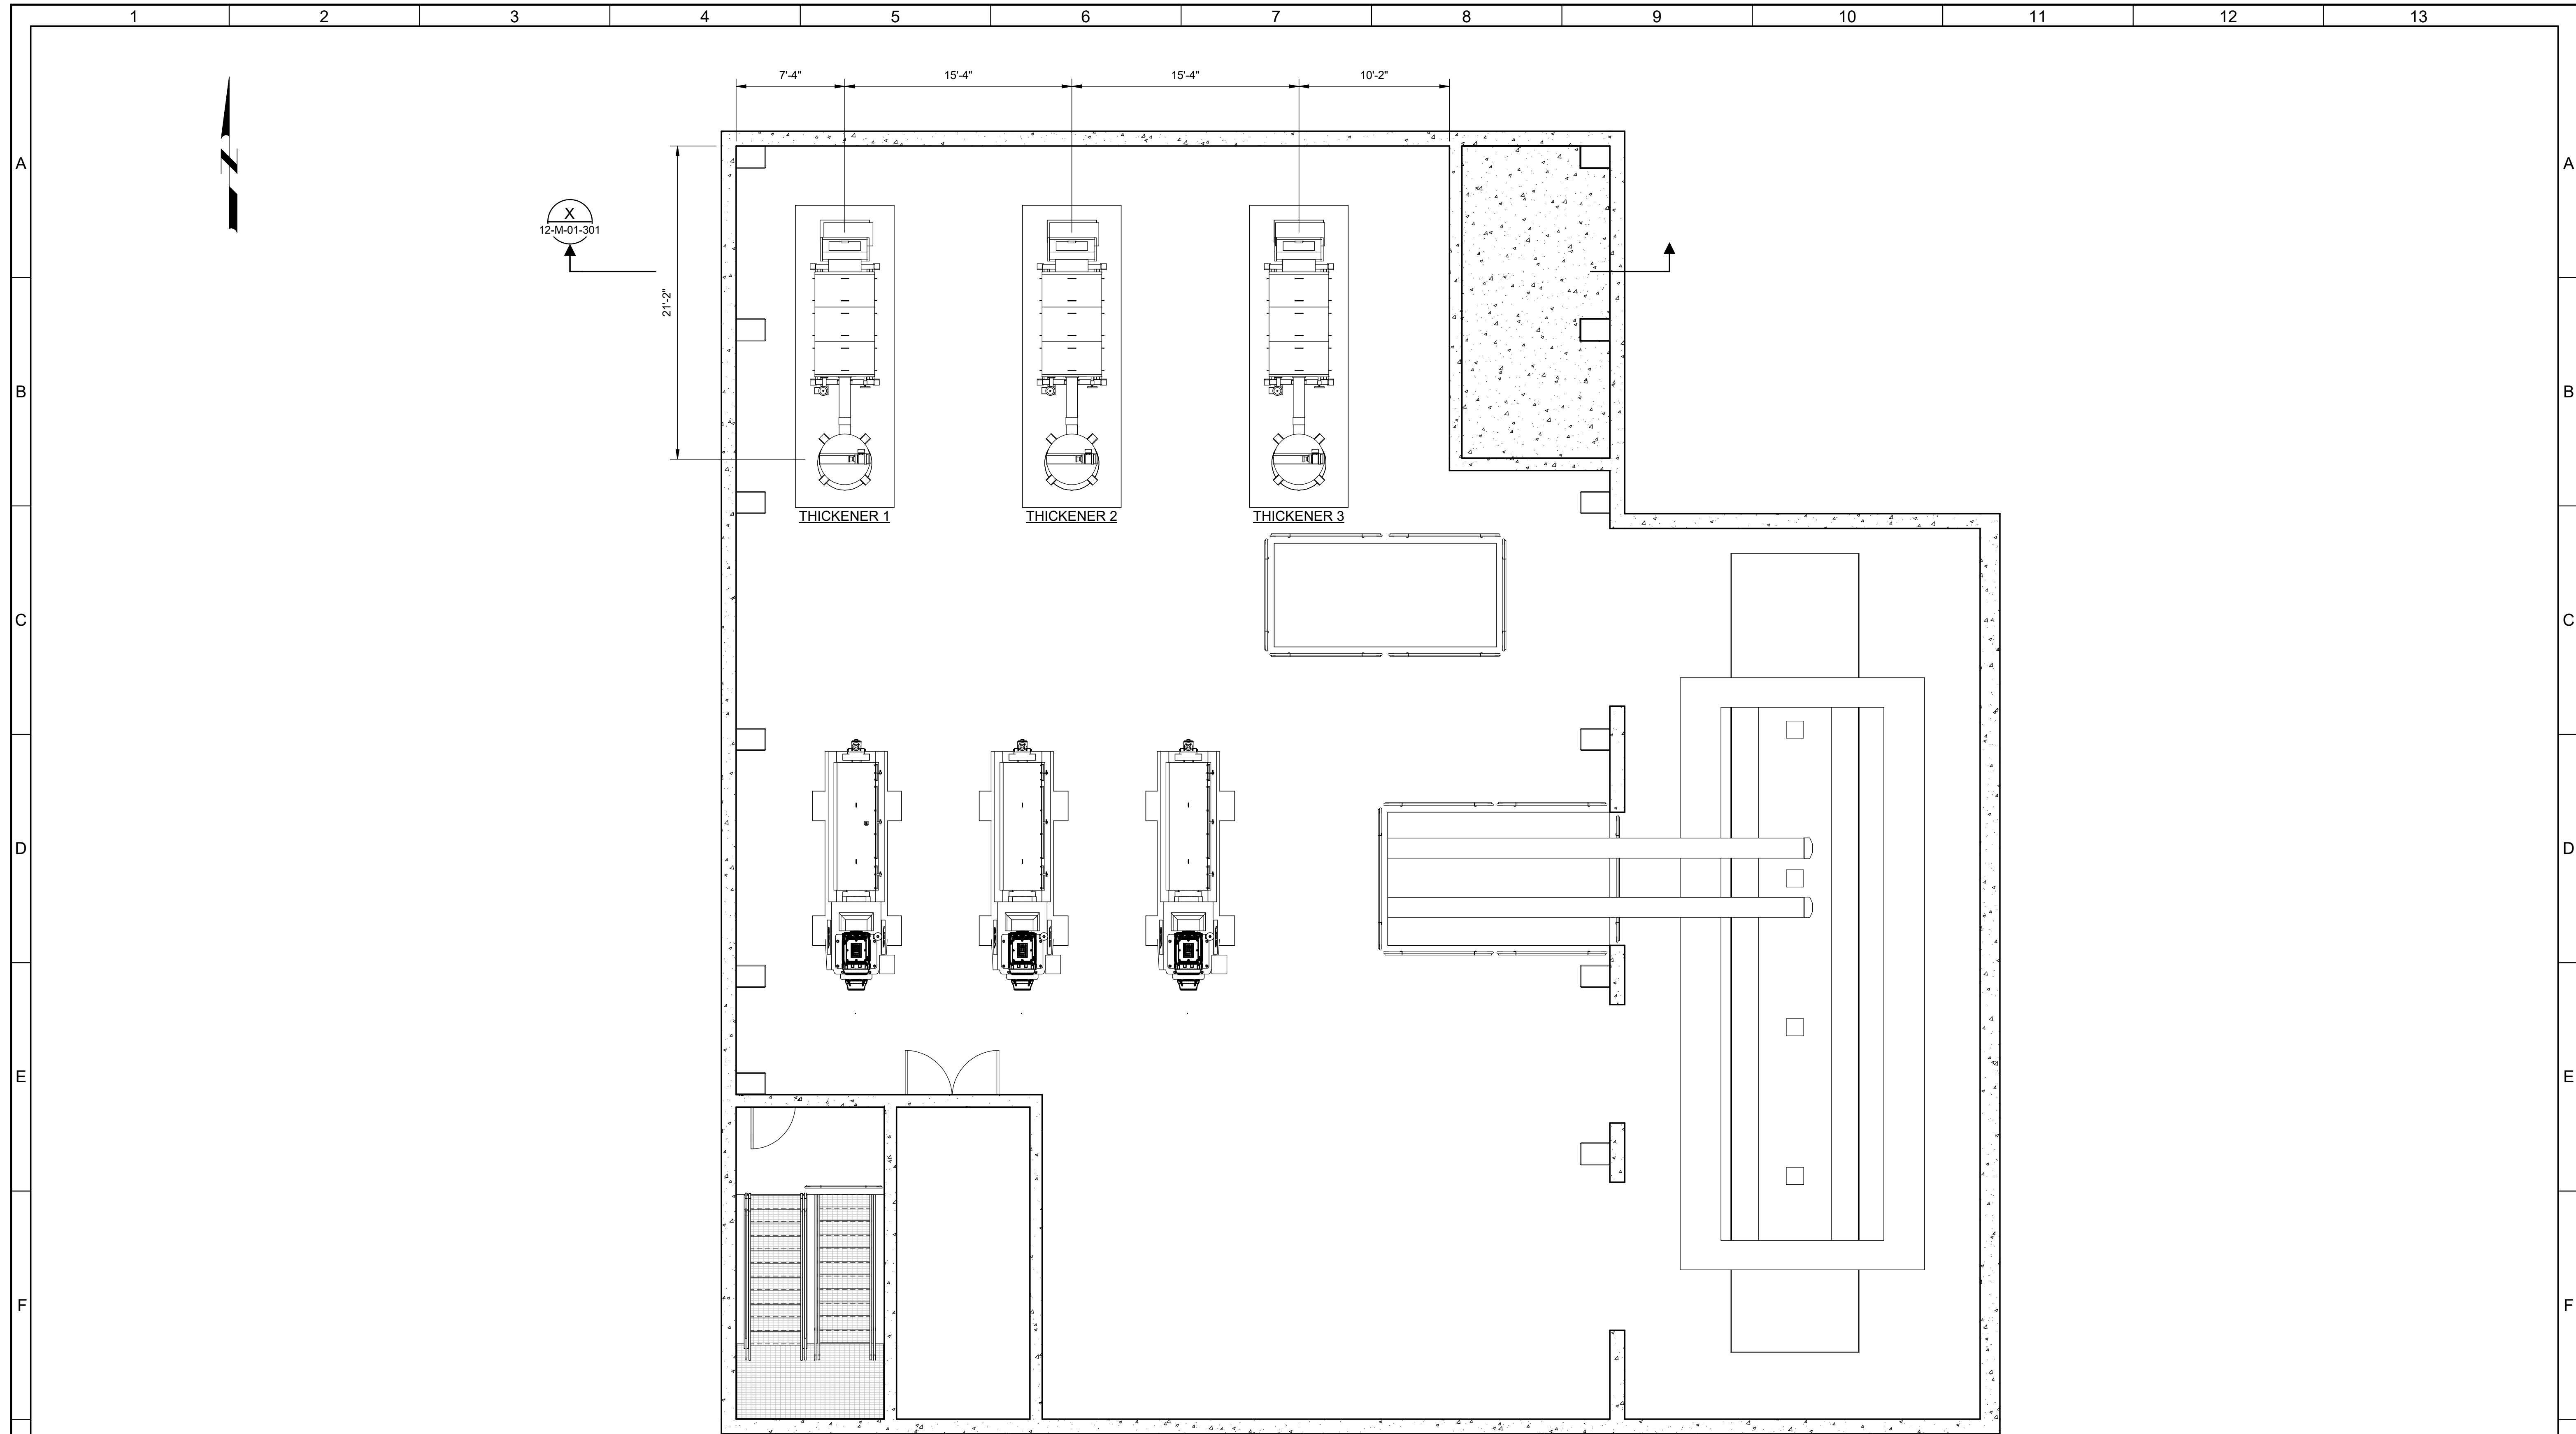 1 2 3 4 5 6 7 8 9 10 11 12 13
7'-4" 15'-4" 15'-4" 10'-2"
A A
X
12-M-01-301
21'-2"
B B
THICKENER 1 THICKENER 2 THICKENER 3
C C
D D
E E
F F